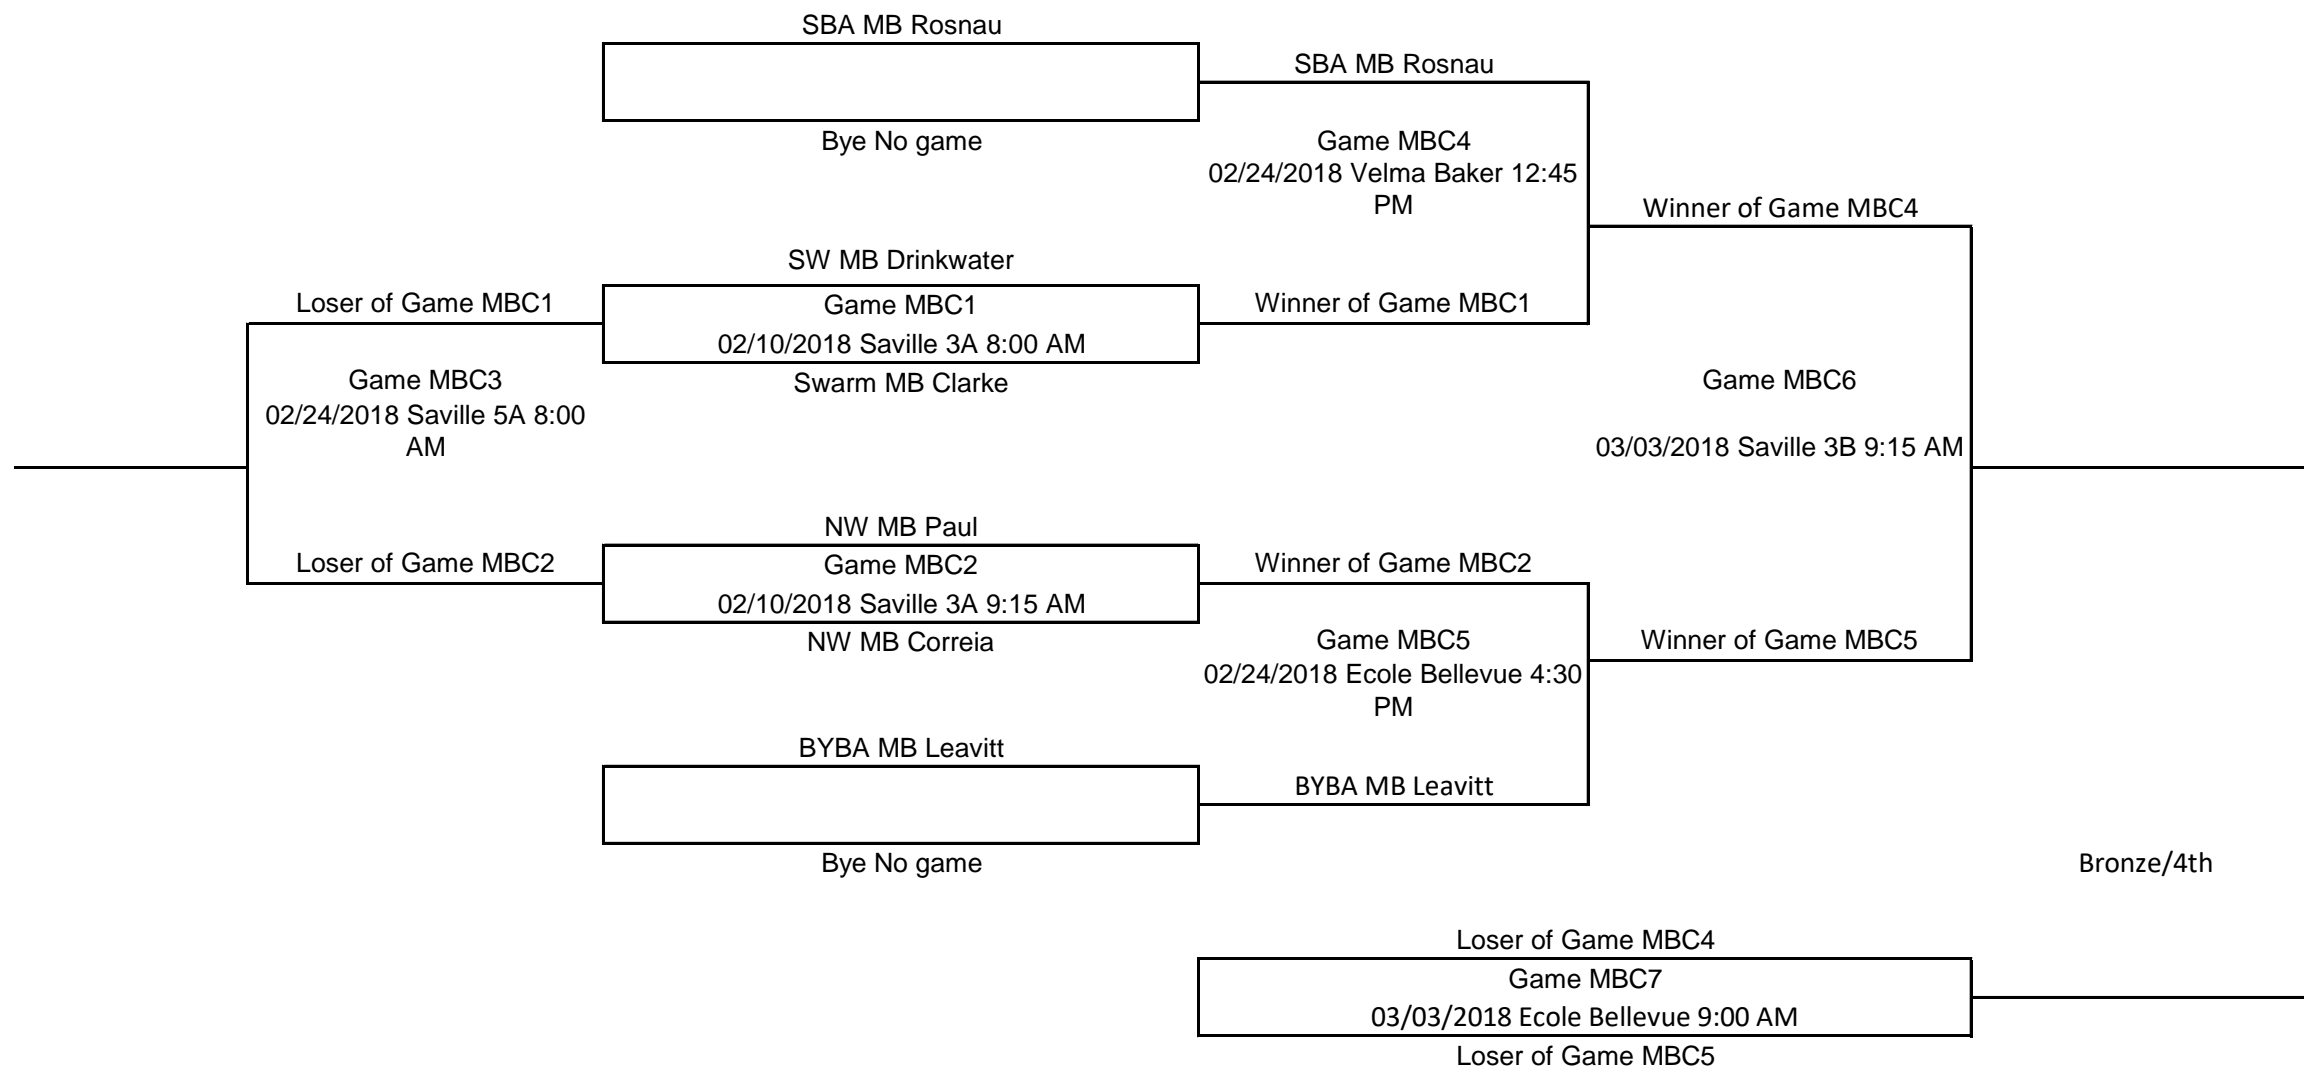 SBA MB Rosnau
SBA MB Rosnau
Bye No game
Game MBC4
02/24/2018 Velma Baker 12:45
PM
Winner of Game MBC4
SW MB Drinkwater
Loser of Game MBC1
Game MBC1
Winner of Game MBC1
02/10/2018 Saville 3A 8:00 AM
Game MBC3
Swarm MB Clarke
Game MBC6
02/24/2018 Saville 5A 8:00
AM
03/03/2018 Saville 3B 9:15 AM
NW MB Paul
Loser of Game MBC2
Game MBC2
Winner of Game MBC2
02/10/2018 Saville 3A 9:15 AM
NW MB Correia
Game MBC5
Winner of Game MBC5
02/24/2018 Ecole Bellevue 4:30
PM
BYBA MB Leavitt
BYBA MB Leavitt
Bye No game
Bronze/4th
Loser of Game MBC4
Game MBC7
03/03/2018 Ecole Bellevue 9:00 AM
Loser of Game MBC5